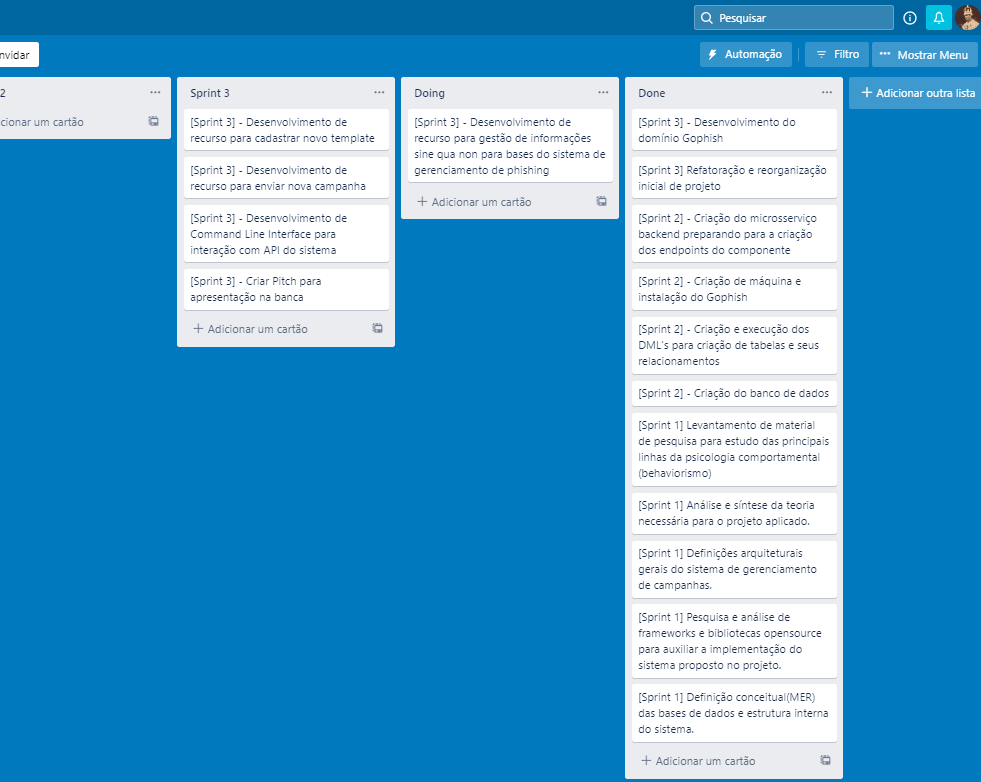 Pesquisar
nvidar
Automação
Filtro
Mostrar Menu
2
cionar um cartão
Sprint 3
[Sprint 3] - Desenvolvimento de
recurso para cadastrar novo template
[Sprint 3] - Desenvolvimento de
recurso para enviar nova campanha
[Sprint 3] - Desenvolvimento de
Command Line Interface para
interação com API do sistema
[Sprint 3] - Criar Pitch para
apresentação na banca
Adicionar um cartão
Doing
[Sprint 3] - Desenvolvimento de
recurso para gestão de informações
sine qua non para bases do sistema de
gerenciamento de phishing
Adicionar um cartão
Done
[Sprint 3] - Desenvolvimento do
domínio Gophish
[Sprint 3] Refatoração e reorganização
inicial de projeto
[Sprint 2] - Criação do microsserviço
backend preparando para a criação
dos endpoints do componente
[Sprint 2] - Criação de máquina e
instalação do Gophish
[Sprint 2] - Criação e execução dos
DML's para criação de tabelas e seus
relacionamentos
[Sprint 2] - Criação do banco de dados
[Sprint 1] Levantamento de material
de pesquisa para estudo das principais
linhas da psicologia comportamental
(behaviorismo)
[Sprint 1] Análise e síntese da teoria
necessária para o projeto aplicado.
[Sprint 1] Definições arquiteturais
gerais do sistema de gerenciamento
de campanhas.
[Sprint 1] Pesquisa e análise de
frameworks e bibliotecas opensource
para auxiliar a implementação do
sistema proposto no projeto.
[Sprint 1] Definição conceitual(MER)
das bases de dados e estrutura interna
do sistema.
Adicionar um cartão
Adicionar outra lista